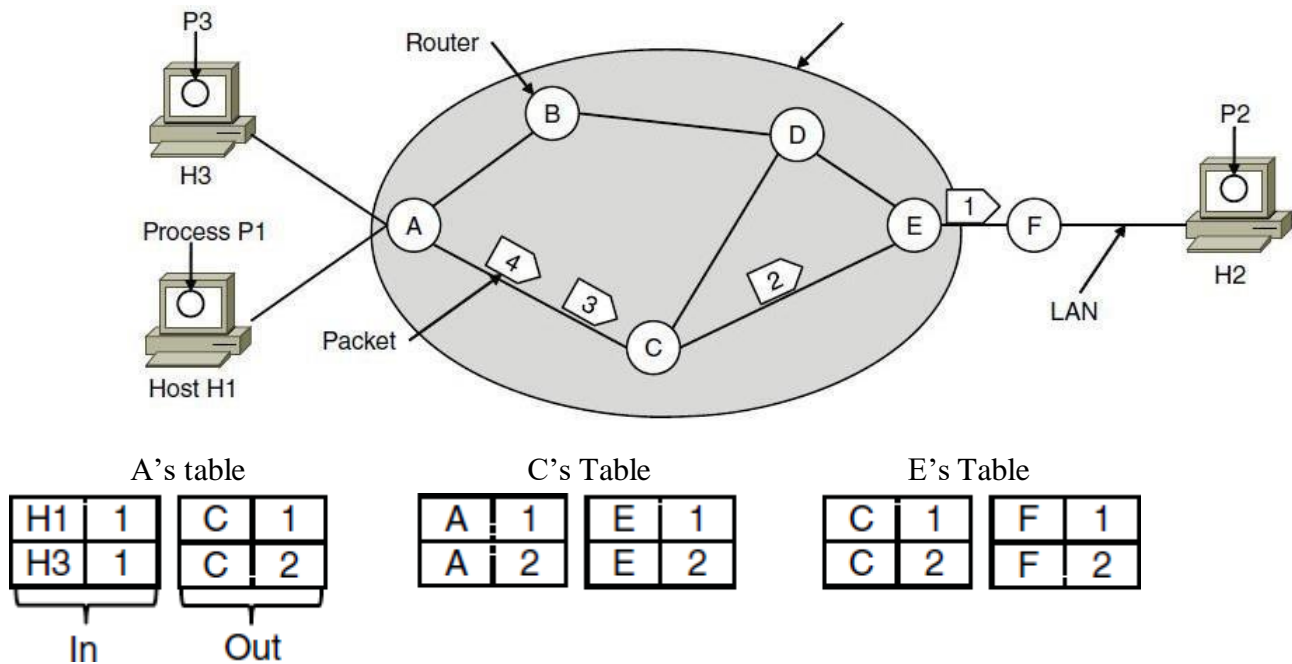 P3
Router
B
D
P2
H3
A
E
1
F
Process P1
4
3
2
H2
LAN
Packet
C
Host H1
A’s table
C’s Table
E’s Table
H1 1 C 1
H3 1 C 2
A 1 E 1
A 2 E 2
C 1 F 1
C 2 F 2
In
Out